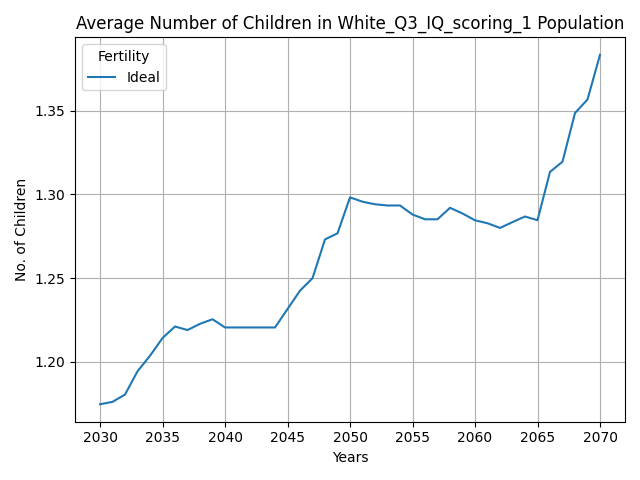 Average Number of Children in White_Q3_IQ_scoring_1 Population
Fertility
Ideal
1.35
1.30
1.25
1.20
No. of Children
2030 2035 2040 2045 2050 2055 2060 2065 2070
Years